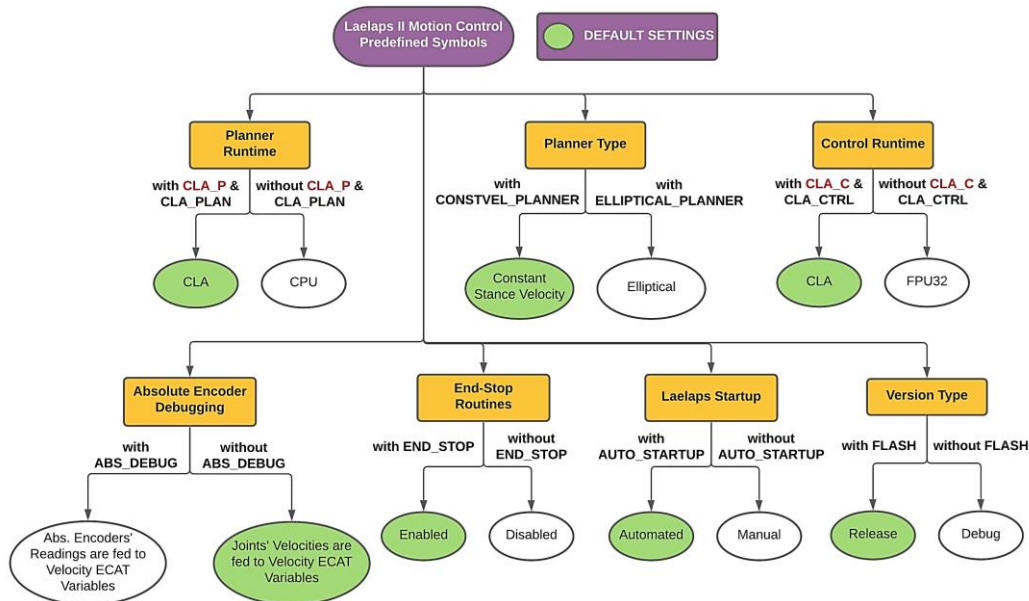 Laelaps II Motion Control
Predefined Symbols
DEFAULT SETTINGS
Planner
Runtime
Planner Type
Control Runtime
with CLA_P &
CLA_PLAN
without CLA_P &
CLA_PLAN
with
CONSTVEL_PLANNER
with
ELLIPTICAL_PLANNER
with CLA_C &
CLA_CTRL
without CLA_C &
CLA_CTRL
CLA
CPU
Constant
Stance Velocity
Elliptical
CLA
FPU32
Absolute Encoder
Debugging
End-Stop
Routines
Laelaps Startup
Version Type
with
ABS_DEBUG
without
ABS_DEBUG
with END_STOP
without
END_STOP
with
AUTO_STARTUP
without
AUTO_STARTUP
with FLASH
without FLASH
Abs. Encoders'
Readings are fed to
Velocity ECAT
Variables
Joints' Velocities are
fed to Velocity ECAT
Variables
Enabled
Disabled
Automated
Manual
Release
Debug